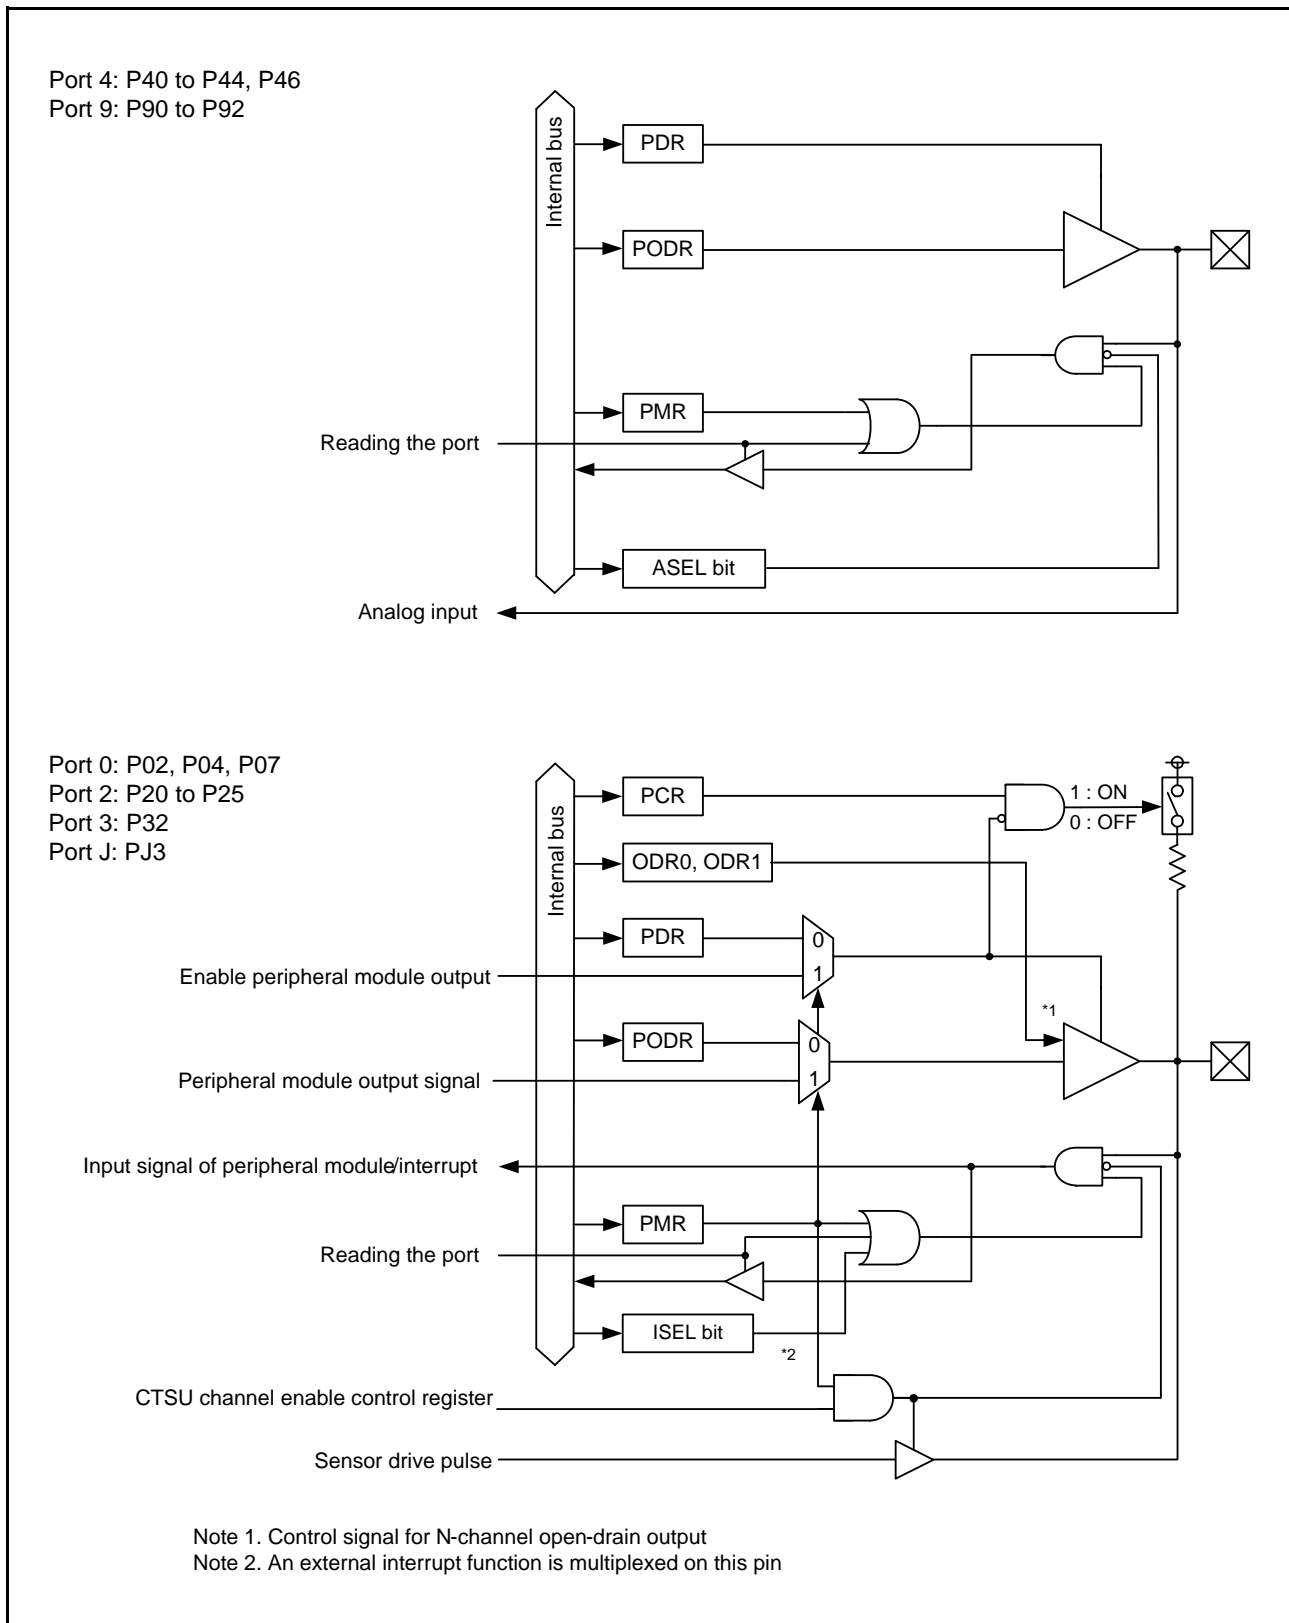 Port 4: P40 to P44, P46
Port 9: P90 to P92
Internal bus
PDR
PODR
PMR
Reading the port
ASEL bit
Analog input
Port 0: P02, P04, P07
Port 2: P20 to P25
Port 3: P32
Port J: PJ3
Internal bus
PCR
1 : ON
0 : OFF
ODR0, ODR1
PDR
0
Enable peripheral module output
1
*1
PODR
0
Peripheral module output signal
1
Input signal of peripheral module/interrupt
PMR
Reading the port
ISEL bit
*2
CTSU channel enable control register
Sensor drive pulse
Note 1. Control signal for N-channel open-drain output
Note 2. An external interrupt function is multiplexed on this pin